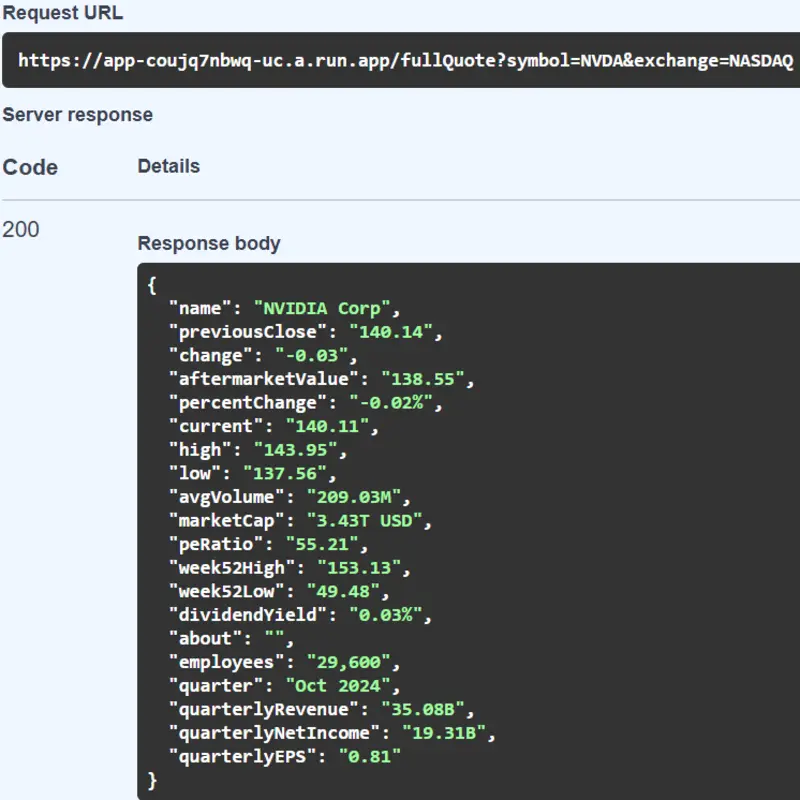 Request URL
https://app-coujq7nbwq-uc.a.run.app/fullQuote?symbol=NVDA&exchange=NASDAQ
Server response
Code Details
200
Response body
{
"name": "NVIDIA Corp",
"previousClose": "140.14",
"change": "-0.03",
"aftermarketValue": "138.55",
"percentChange": "-0.02%",
"current": "140.11",
"high": "143.95",
"low": "137.56",
"avgVolume": "209.03M",
"marketCap": "3.43T USD",
"peRatio": "55.21",
"week52High": "153.13",
"week52Low": "49.48",
"dividendYield": "0.03%",
"about": "",
"employees": "29,600",
"quarter": "Oct 2024",
"quarterlyRevenue": "35.08B",
"quarterlyNetIncome": "19.31B",
"quarterlyEPS": "0.81"
}